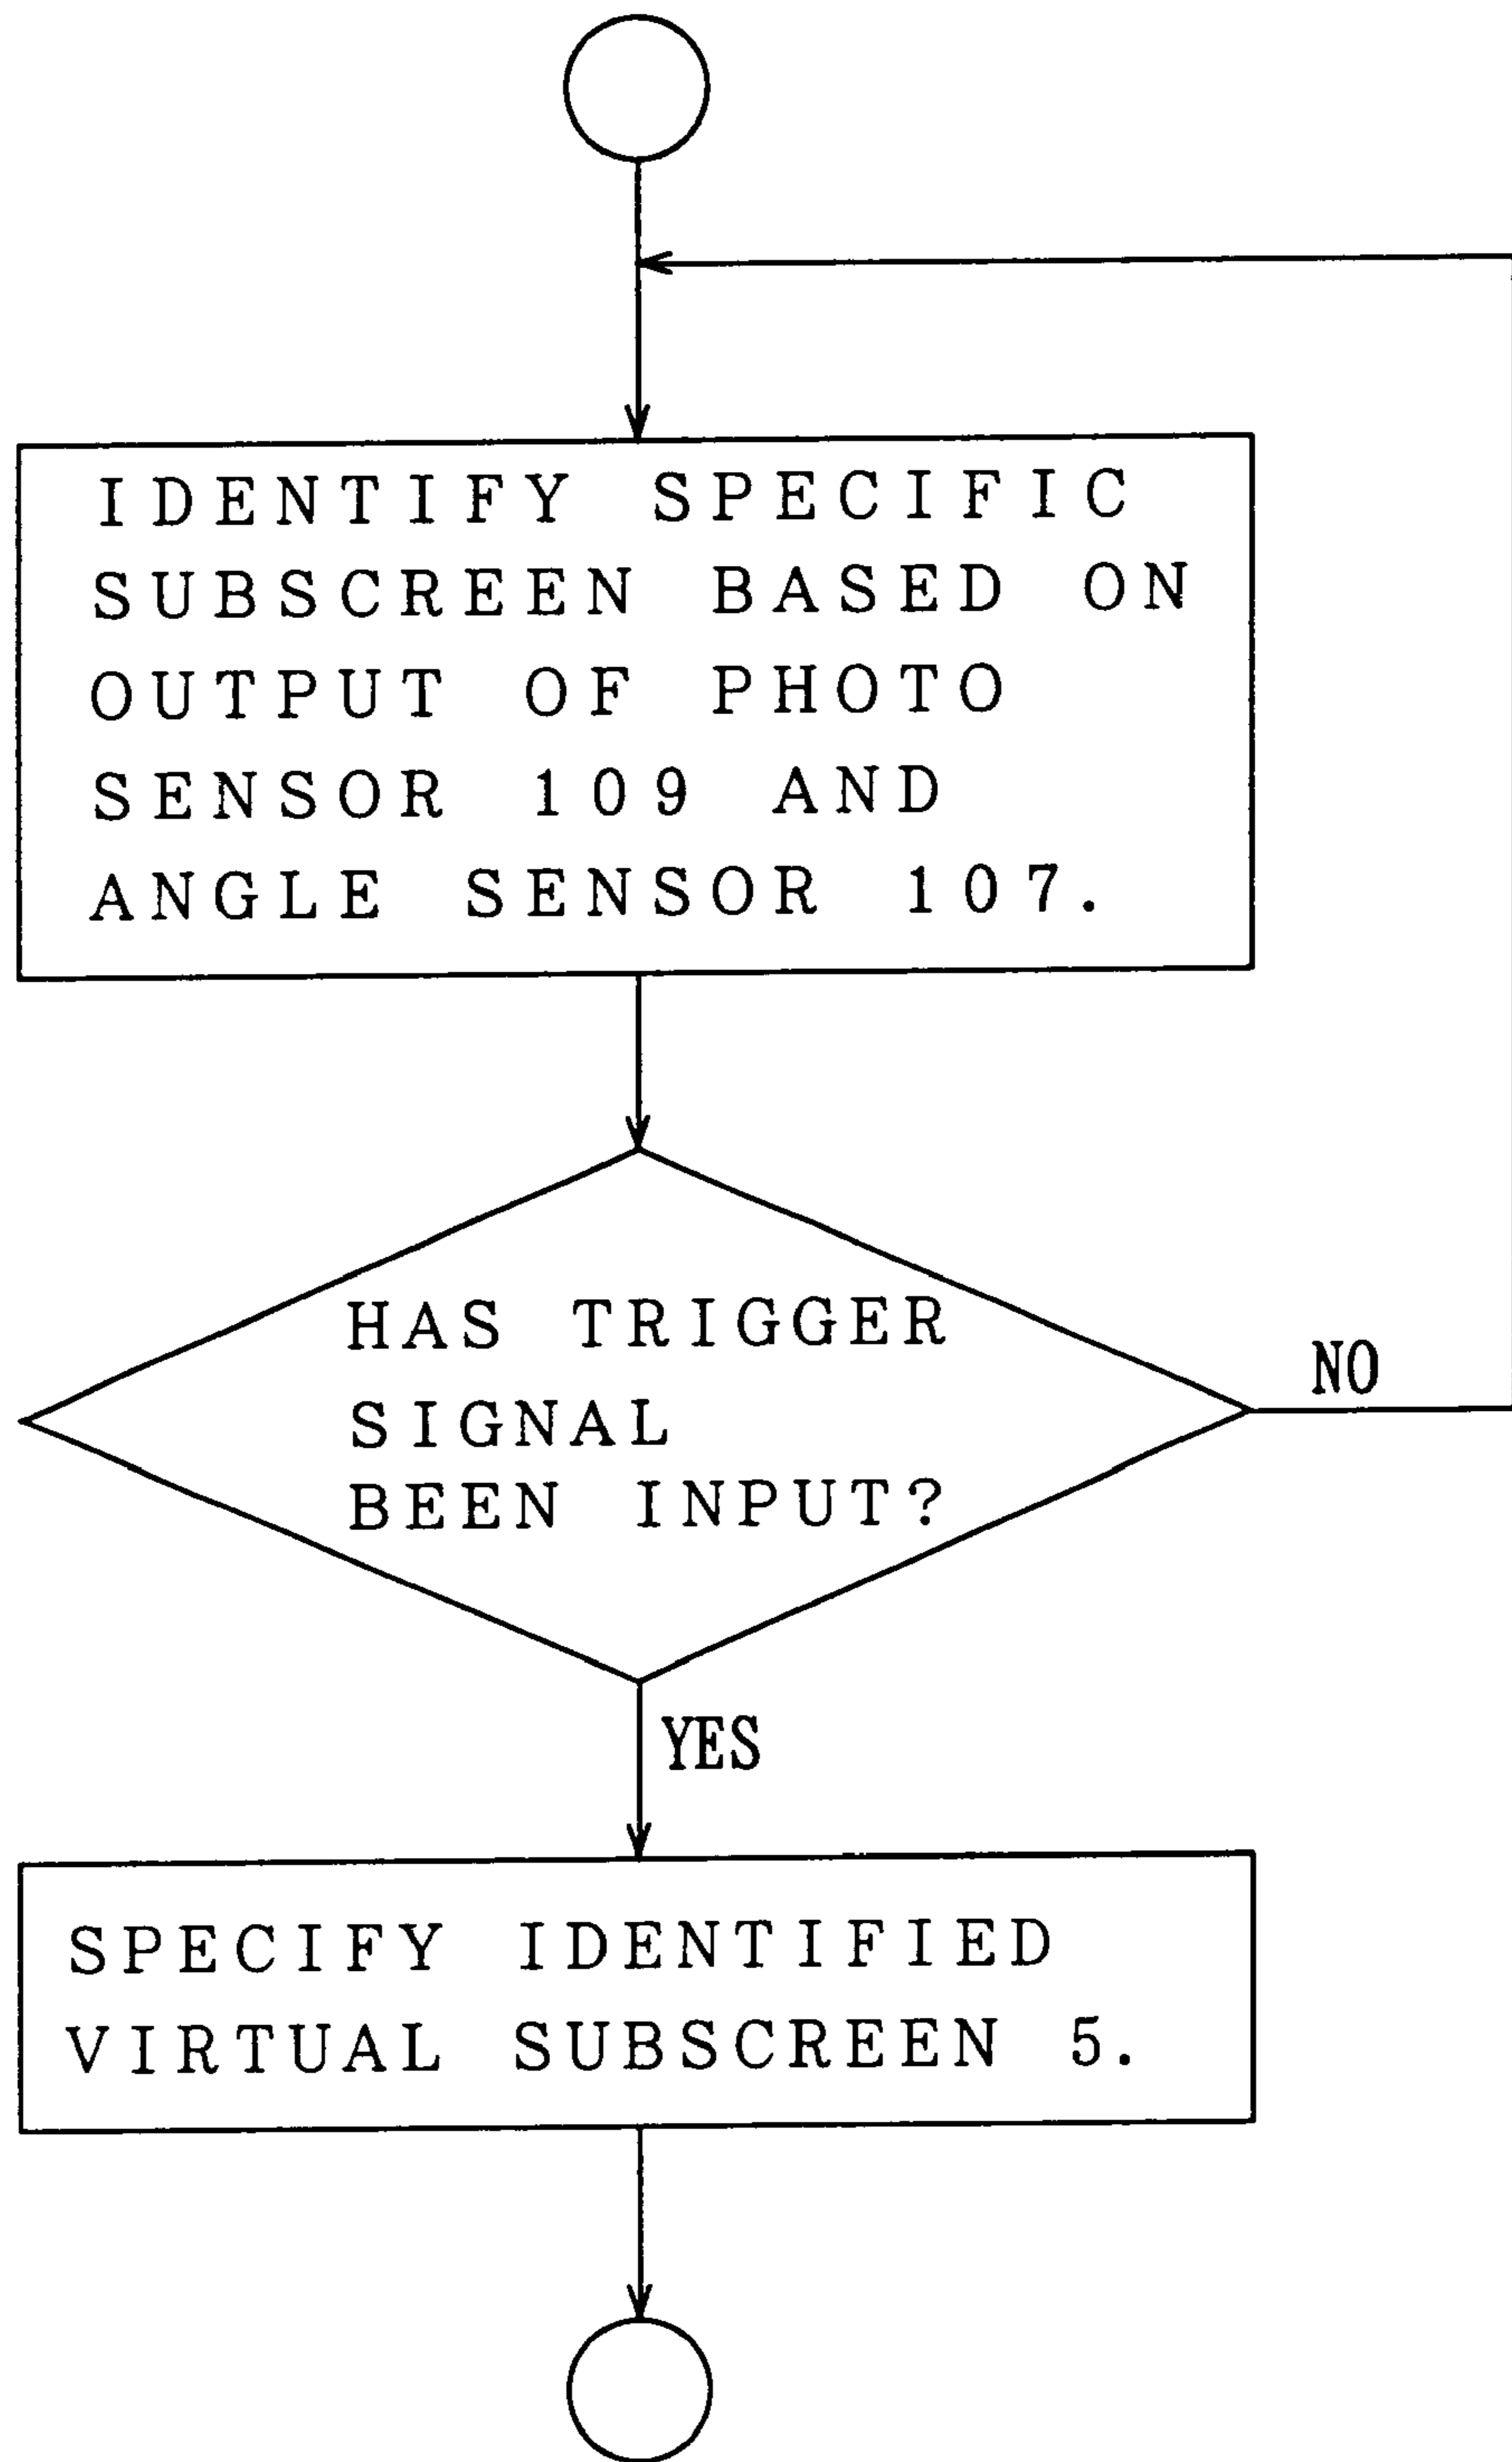 IDENTIFY SPECIFIC
SUBSCREEN BASED ON
OUTPUT OF PHOTO
SENSOR 109 AND
ANGLE SENSOR 107.
HAS TRIGGER
SIGNAL
BEEN INPUT?
NO
YES
SPECIFY IDENTIFIED
VIRTUAL SUBSCREEN 5.